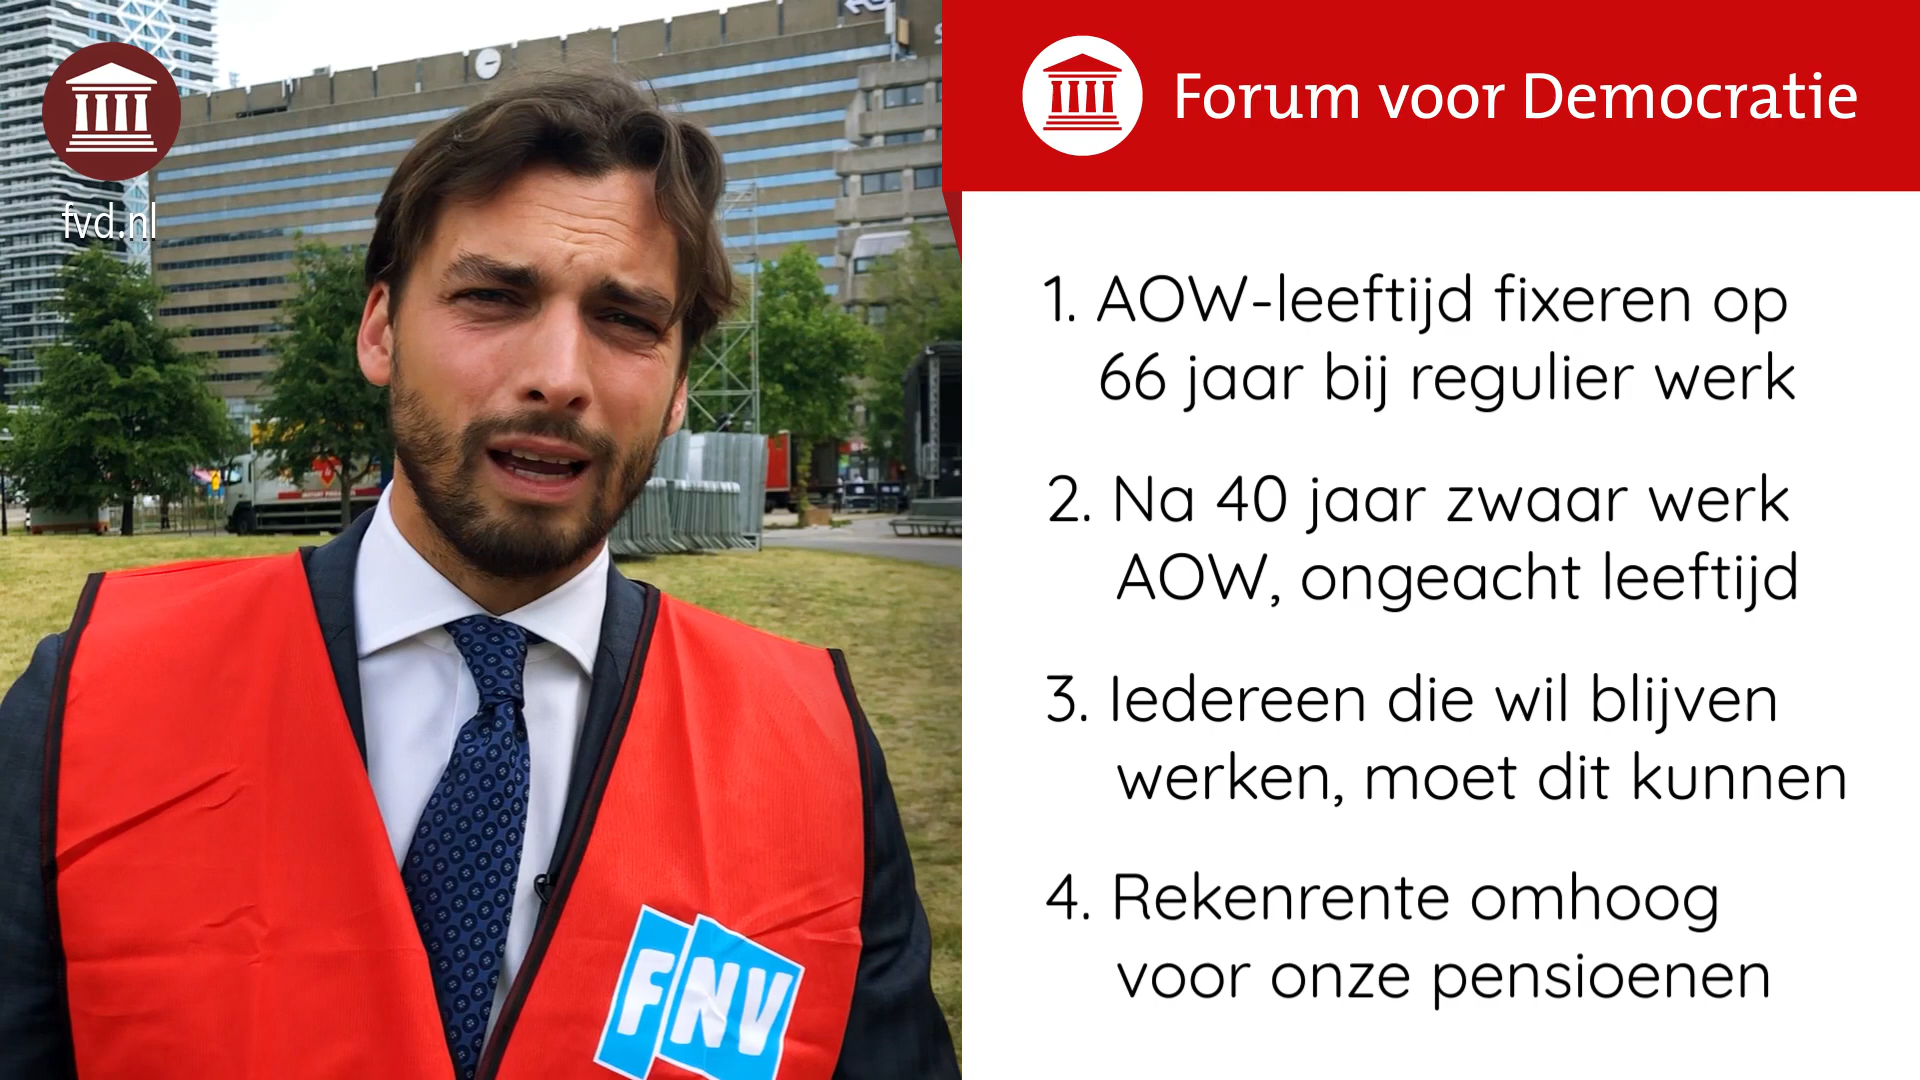 fvd.nl
Forum voor Democratie
1. AOW-leeftijd fixeren op
66 jaar bij regulier werk
2. Na 40 jaar zwaar werk
AOW, ongeacht leeftijd
3. Iedereen die wil blijven
werken, moet dit kunnen
4. Rekenrente omhoog
voor onze pensioenen
FNV